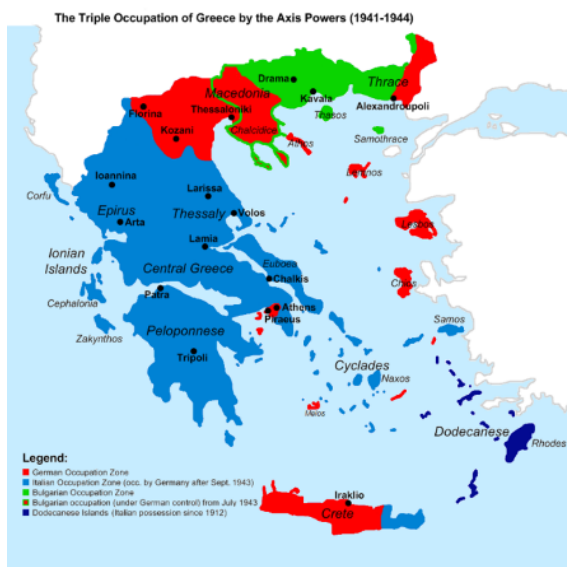 The Triple Occupation of Greece by the Axis Powers (1941-1944)
Drama
Macedonia
Thrace
Kavala
Florina
Thessaloniki
Alexandroupoli
Thasos
Kozani
Chalcidice
Athos
Samothrace
Lemnos
Ioannina
Larissa
Corfu
Epirus
Thessaly
Volos
Arta
Lesbos
Lamia
Ionian
Islands
Central Greece
Euboea
Chalkis
Chios
Cephalonia
Patra
Athens
Piraeus
Samos
Zakynthos
Peloponnese
Tripoli
Cyclades
Naxos
Melos
Dodecanese
Rhodes
Legend:
German Occupation Zone
Italian Occupation Zone (occ. by Germany after Sept. 1943)
Bulgarian Occupation Zone
Bulgarian occupation (under German control) from July 1943
Dodecanese Islands (Italian possession since 1912)
Iraklio
Crete